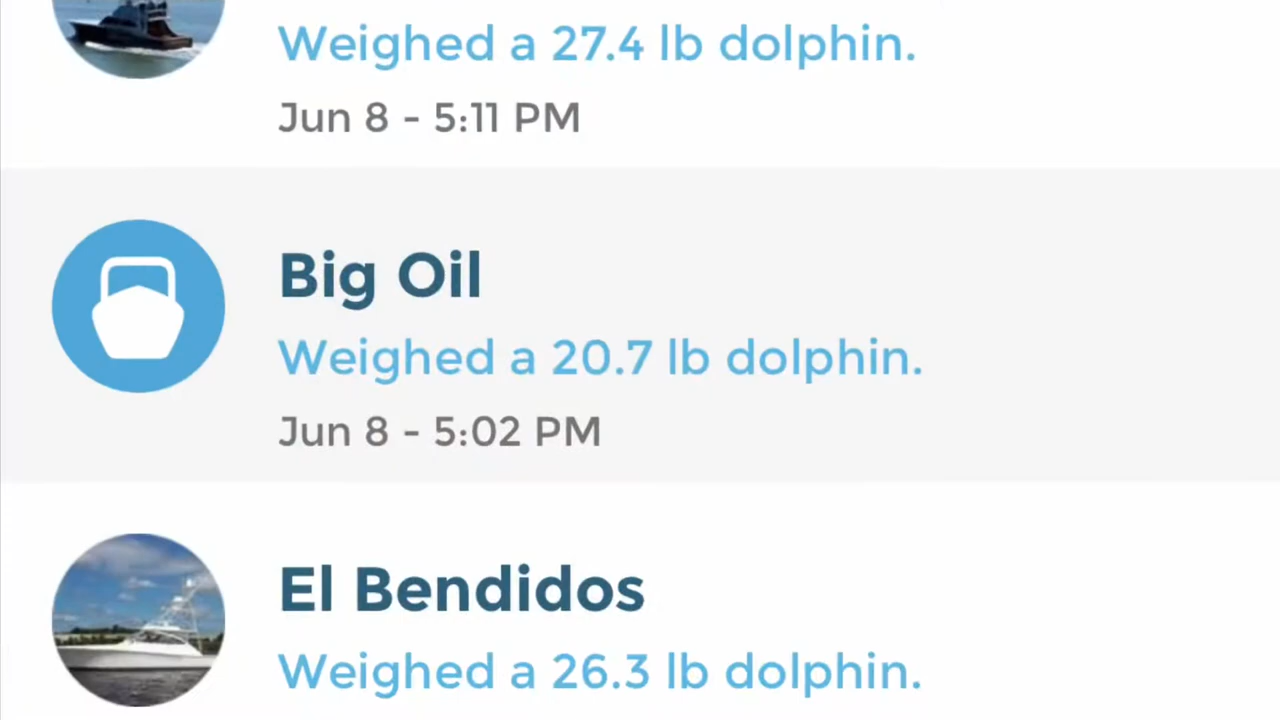 Weighed a 27.4 lb dolphin.
Jun 8 - 5:11 PM
Big Oil
Weighed a 20.7 lb dolphin.
Jun 8 - 5:02 PM
El Bendidos
Weighed a 26.3 lb dolphin.